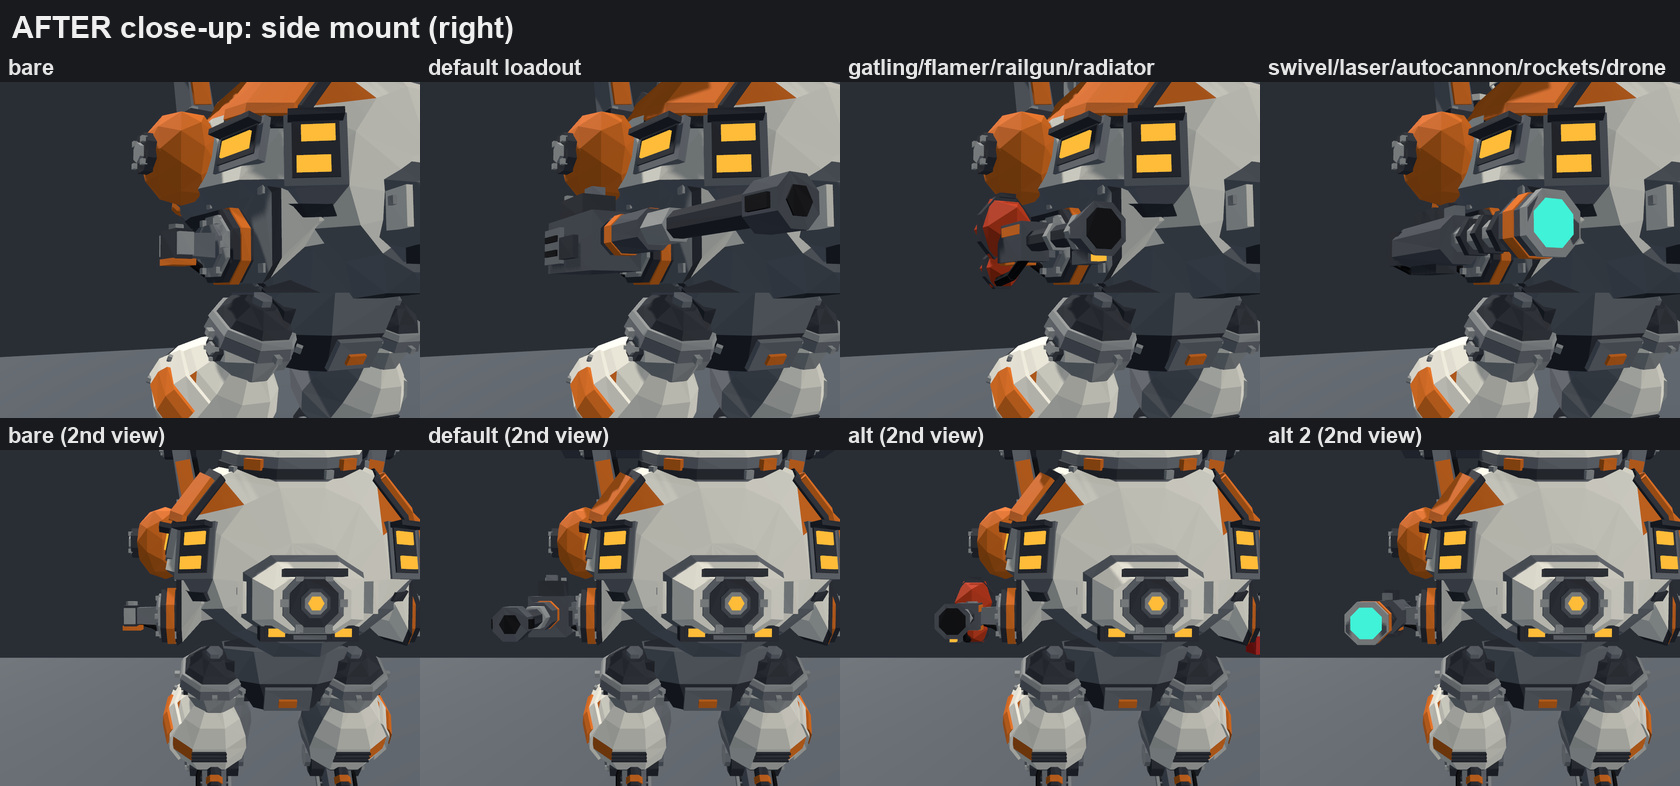 AFTER close-up: side mount (right)
bare
default loadout
gatling/flamer/railgun/radiator
swivel/laser/autocannon/rockets/drone
bare (2nd view)
default (2nd view)
alt (2nd view)
alt 2 (2nd view)